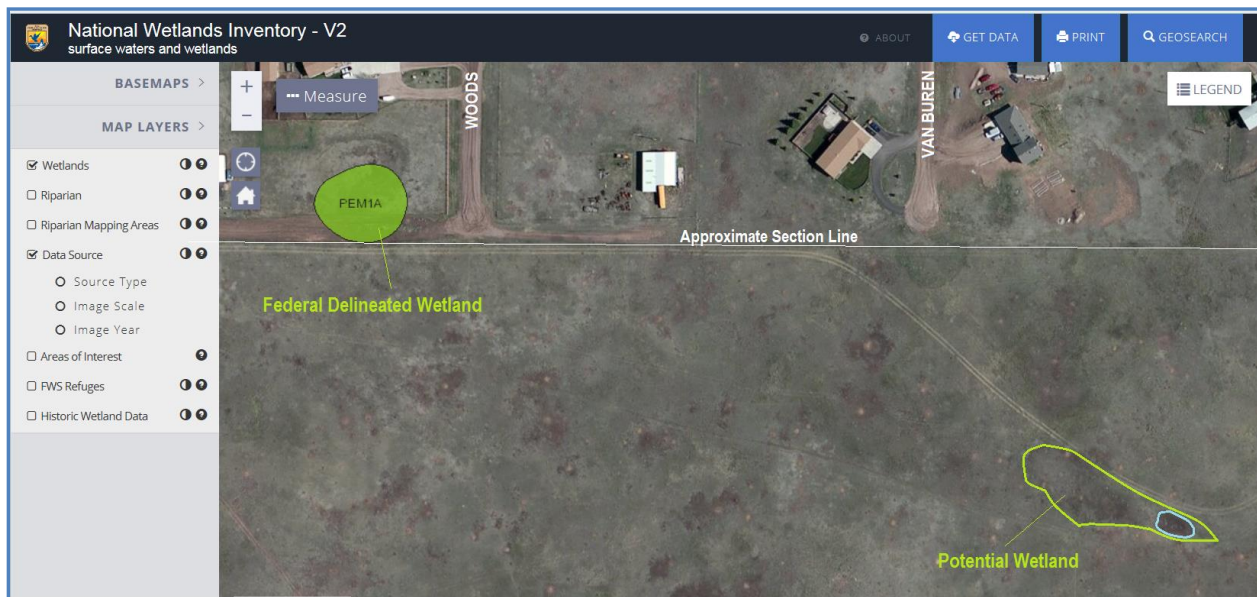 National Wetlands Inventory - V2
surface waters and wetlands
ABOUT
GET DATA
PRINT
GEOSEARCH
BASEMAPS >
MAP LAYERS >
Wetlands
Riparian
Riparian Mapping Areas
Data Source
Source Type
Image Scale
Image Year
Areas of Interest
FWS Refuges
Historic Wetland Data
+
−
Measure
WOODS
VAN BUREN
LEGEND
PEM1A
Approximate Section Line
Federal Delineated Wetland
Potential Wetland